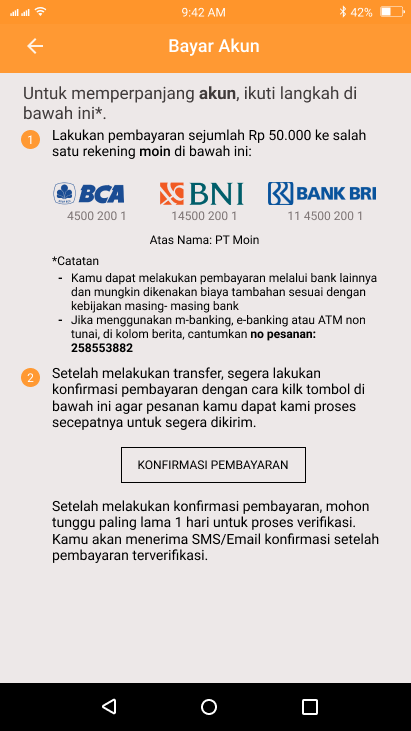 9:42 AM
42%
Bayar Akun
Untuk memperpanjang akun, ikuti langkah di
bawah ini*.
1
Lakukan pembayaran sejumlah Rp 50.000 ke salah
satu rekening moin di bawah ini:
BCA
BNI
BANK BRI
4500 200 1
14500 200 1
11 4500 200 1
Atas Nama: PT Moin
*Catatan
- Kamu dapat melakukan pembayaran melalui bank lainnya
dan mungkin dikenakan biaya tambahan sesuai dengan
kebijakan masing- masing bank
- Jika menggunakan m-banking, e-banking atau ATM non
tunai, di kolom berita, cantumkan no pesanan:
258553882
2
Setelah melakukan transfer, segera lakukan
konfirmasi pembayaran dengan cara kilk tombol di
bawah ini agar pesanan kamu dapat kami proses
secepatnya untuk segera dikirim.
KONFIRMASI PEMBAYARAN
Setelah melakukan konfirmasi pembayaran, mohon
tunggu paling lama 1 hari untuk proses verifikasi.
Kamu akan menerima SMS/Email konfirmasi setelah
pembayaran terverifikasi.